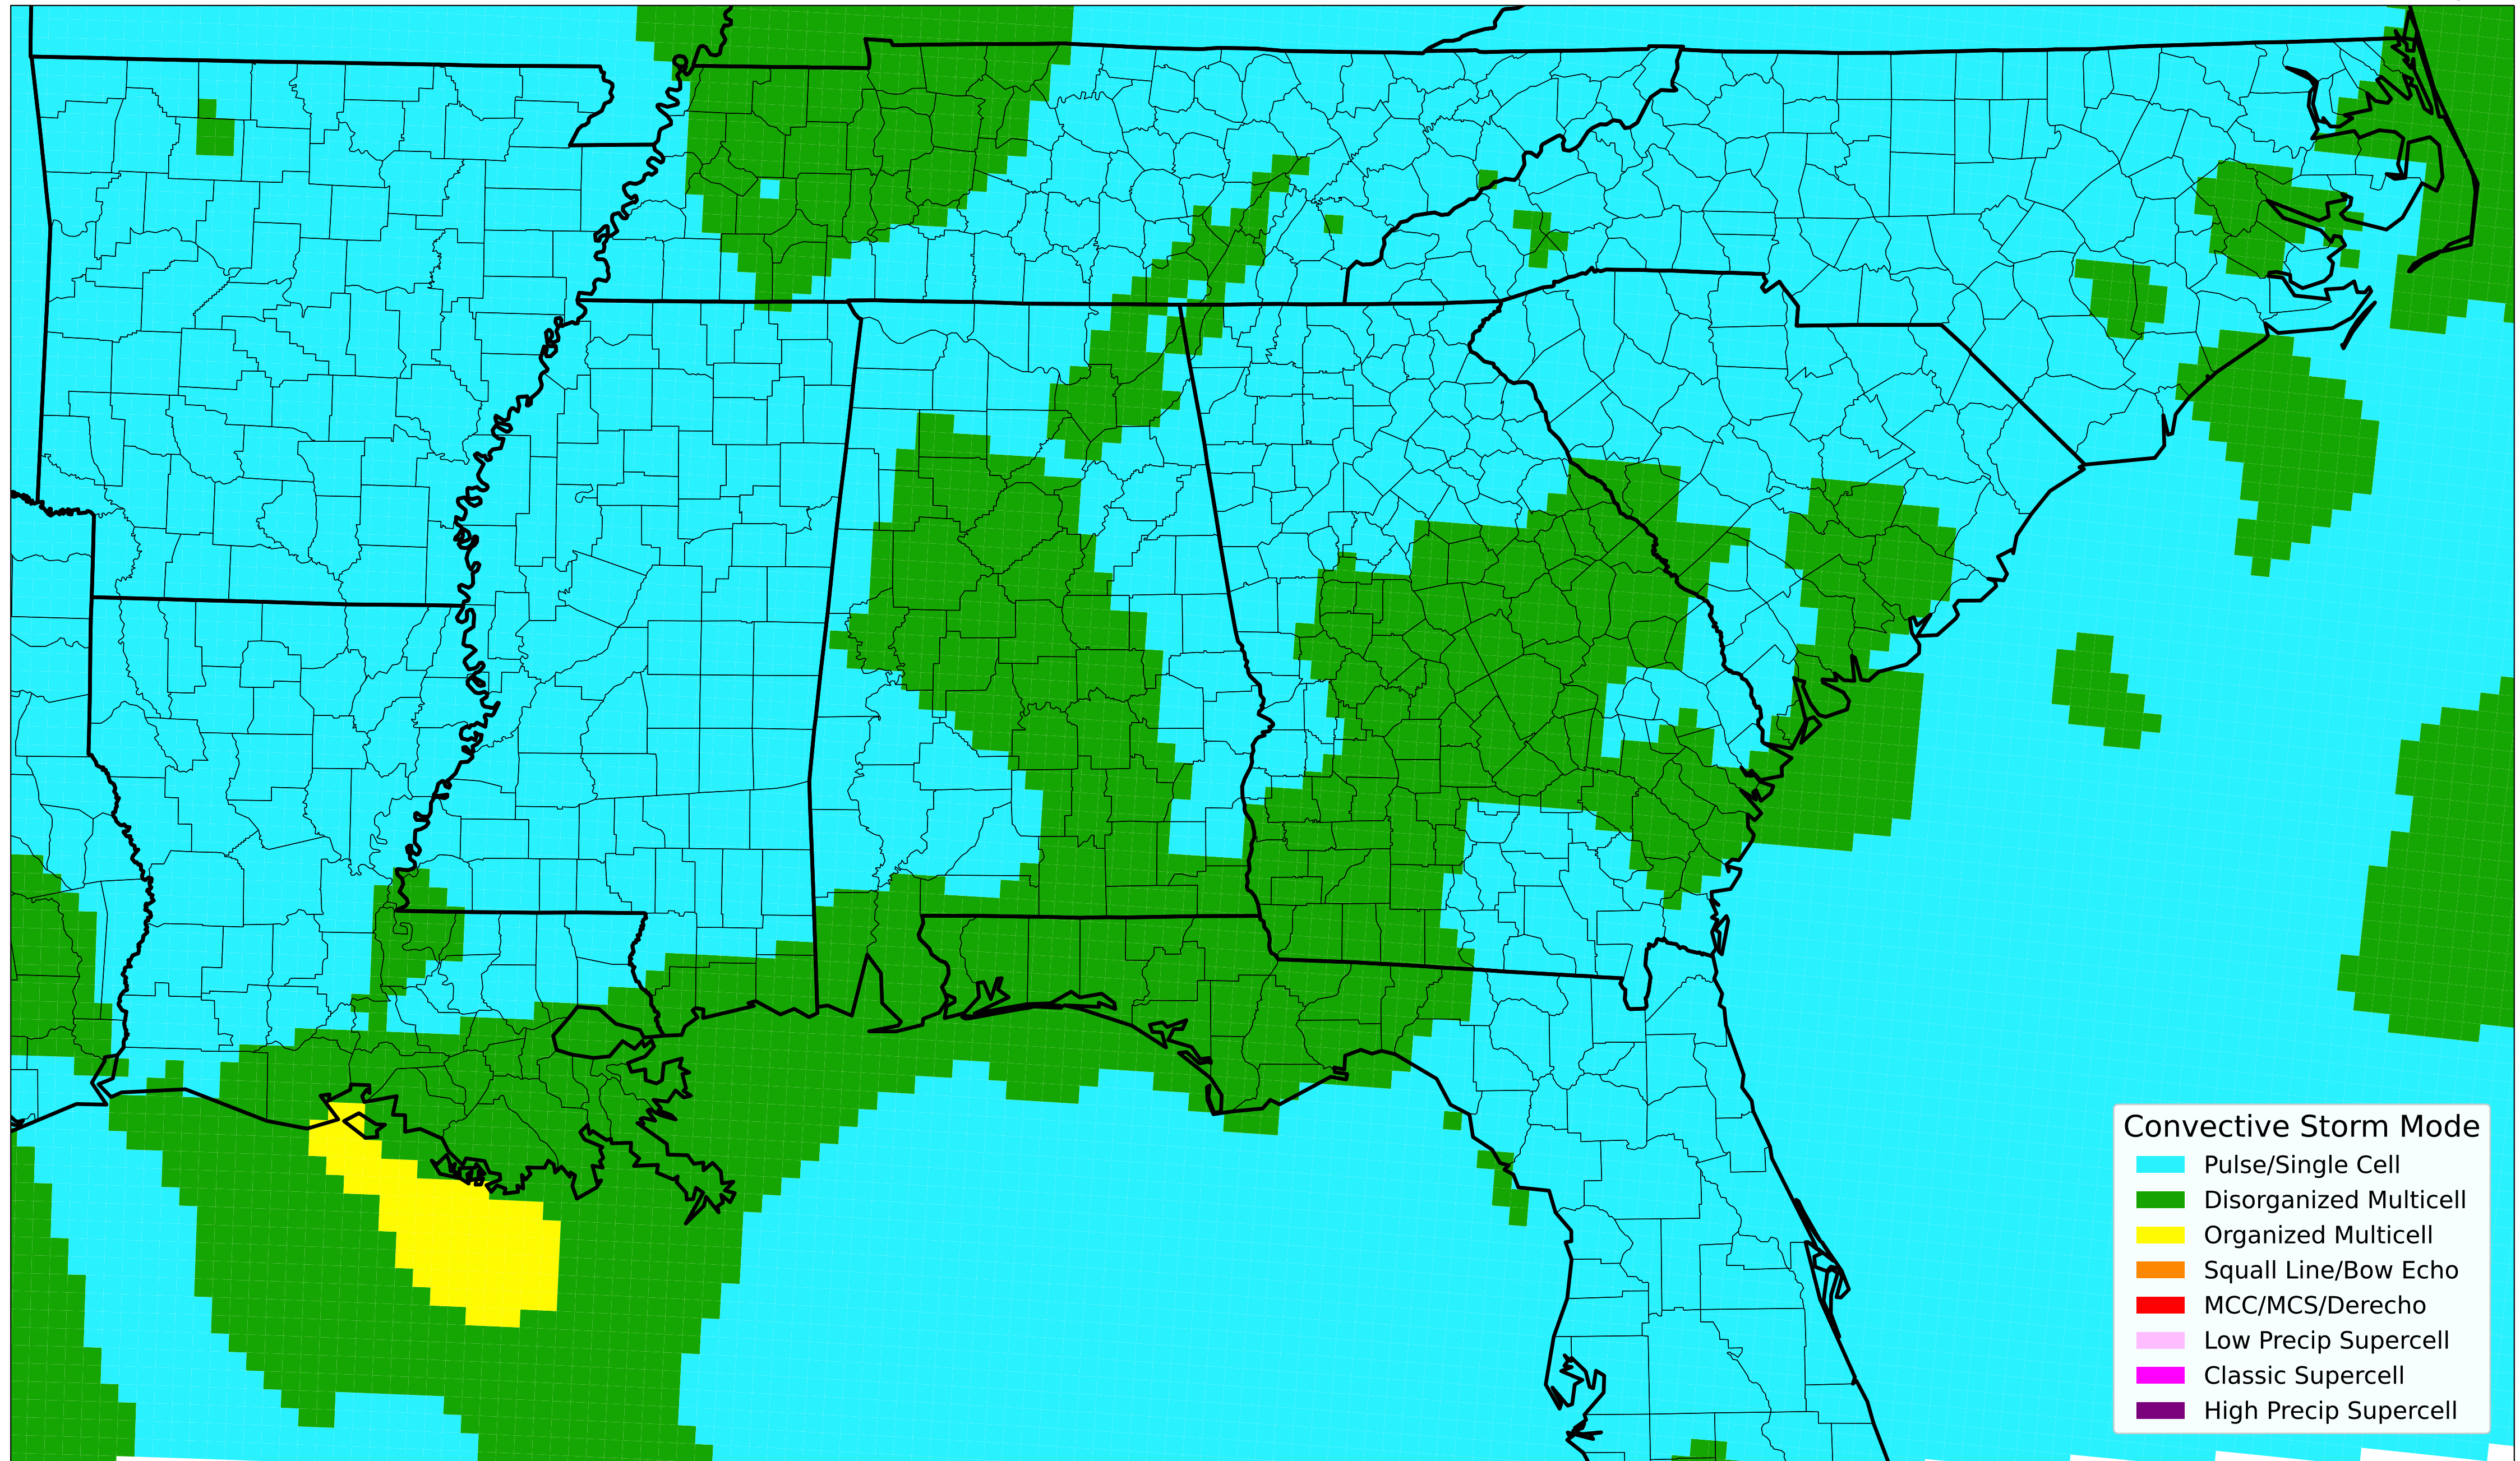 Convective Storm Mode
Pulse/Single Cell
Disorganized Multicell
Organized Multicell
Squall Line/Bow Echo
MCC/MCS/Derecho
Low Precip Supercell
Classic Supercell
High Precip Supercell